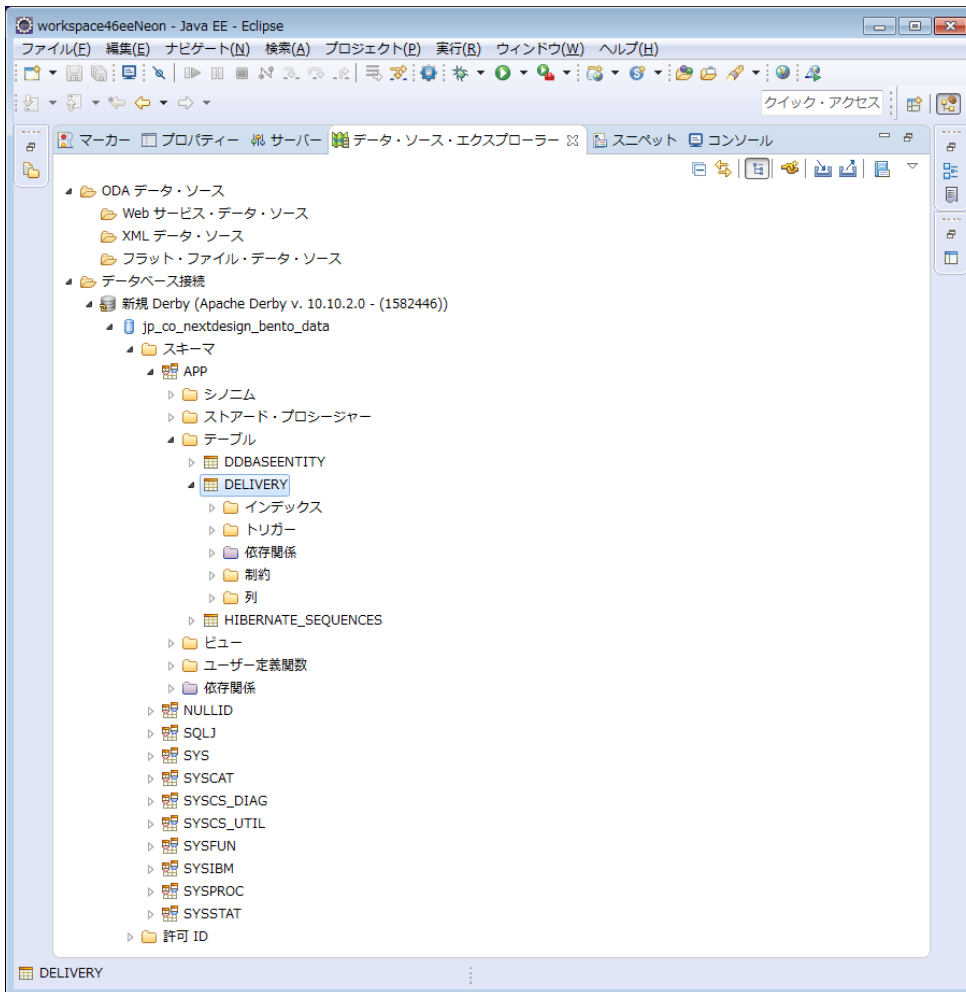 workspace46eeNeon - Java EE - Eclipse
ファイル(F) 編集(E) ナビゲート(N) 検索(A) プロジェクト(P) 実行(R) ウィンドウ(W) ヘルプ(H)
クイック・アクセス
マーカー プロパティー サーバー データ・ソース・エクスプローラー スニペット コンソール
ODA データ・ソース
Web サービス・データ・ソース
XML データ・ソース
フラット・ファイル・データ・ソース
データベース接続
新規 Derby (Apache Derby v. 10.10.2.0 - (1582446))
jp_co_nextdesign_bento_data
スキーマ
APP
シノニム
ストアード・プロシージャー
テーブル
DDBASEENTITY
DELIVERY
インデックス
トリガー
依存関係
制約
列
HIBERNATE_SEQUENCES
ビュー
ユーザー定義関数
依存関係
NULLID
SQLJ
SYS
SYSCAT
SYSCS_DIAG
SYSCS_UTIL
SYSFUN
SYSIBM
SYSPROC
SYSSTAT
許可 ID
DELIVERY